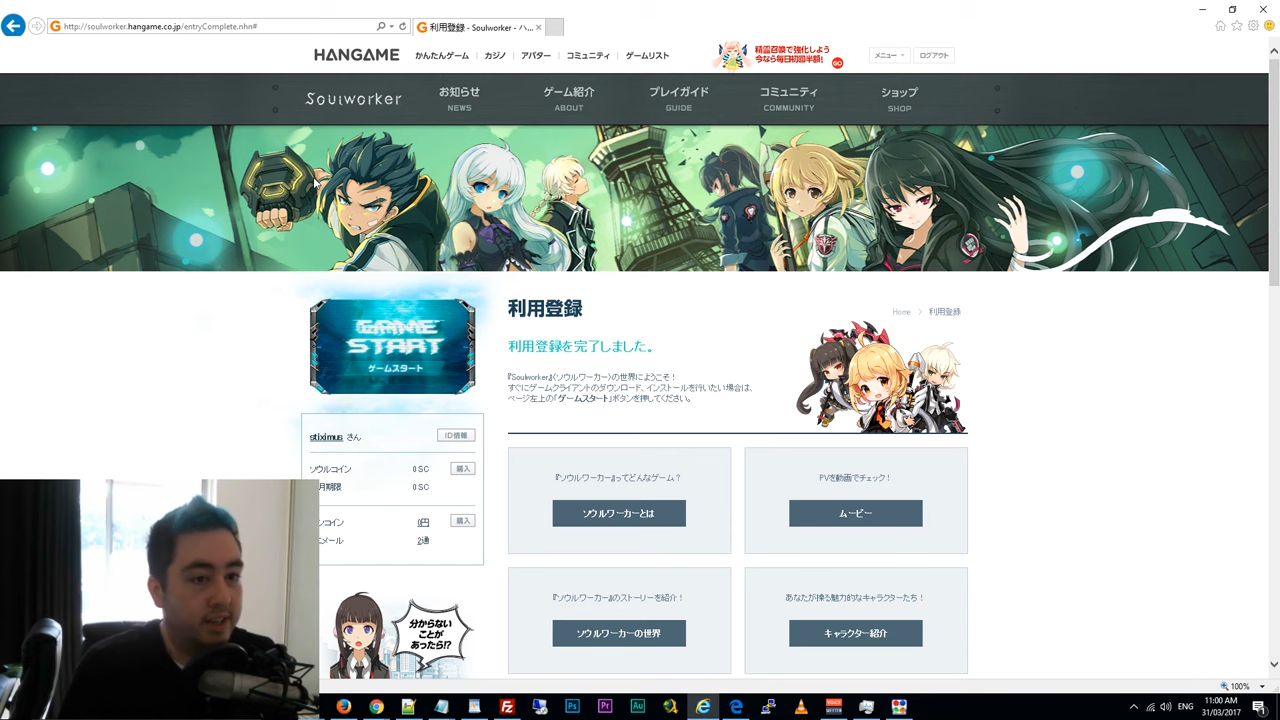 http://soulworker.hangame.co.jp/entryComplete.nhn#
利用登録 - Soulworker - ハ...
HANGAME
かんたんゲーム
カジノ
アバター
コミュニティ
ゲームリスト
精霊召喚で強化しよう
今なら毎日初回半額!
GO
メニュー
ログアウト
Soulworker
お知らせ
NEWS
ゲーム紹介
ABOUT
プレイガイド
GUIDE
コミュニティ
COMMUNITY
ショップ
SHOP
GAME
START
ゲームスタート
利用登録
Home > 利用登録
利用登録を完了しました。
『Soulworker』(ソウルワーカー)の世界にようこそ！
すぐにゲームクライアントのダウンロード、インストールを行いたい場合は、
ページ左上の「ゲームスタート」ボタンを押してください。
stiximus さん
ID情報
ソウルコイン
0 SC
購入
月期限
0 SC
ンコイン
0円
購入
メール
2通
分からない
ことが
あったら!?
『ソウルワーカー』ってどんなゲーム？
ソウルワーカーとは
PVを動画でチェック！
ムービー
『ソウルワーカー』のストーリーを紹介！
ソウルワーカーの世界
あなたが操る魅力的なキャラクターたち！
キャラクター紹介
100%
Ps
Pr
Au
ENG
11:00 AM
31/03/2017